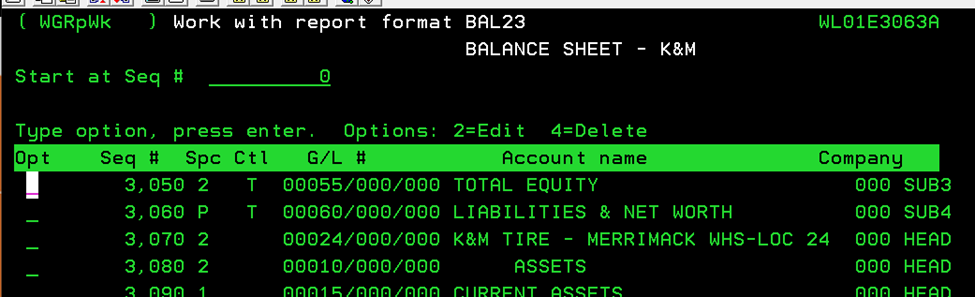 ( WGRpWk   ) Work with report format BAL23 WL01E3063A
BALANCE SHEET - K&M
Start at Seq # 0
Type option, press enter.  Options: 2=Edit  4=Delete
Opt Seq # Spc Ctl G/L # Account name Company
3,050 2 T 00055/000/000 TOTAL EQUITY 000 SUB3
_ 3,060 P T 00060/000/000 LIABILITIES & NET WORTH 000 SUB4
_ 3,070 2 00024/000/000 K&M TIRE - MERRIMACK WHS-LOC 24 000 HEAD
_ 3,080 2 00010/000/000 ASSETS 000 HEAD
3,090 1 00015/000/000 CURRENT ASSETS 000 HEAD